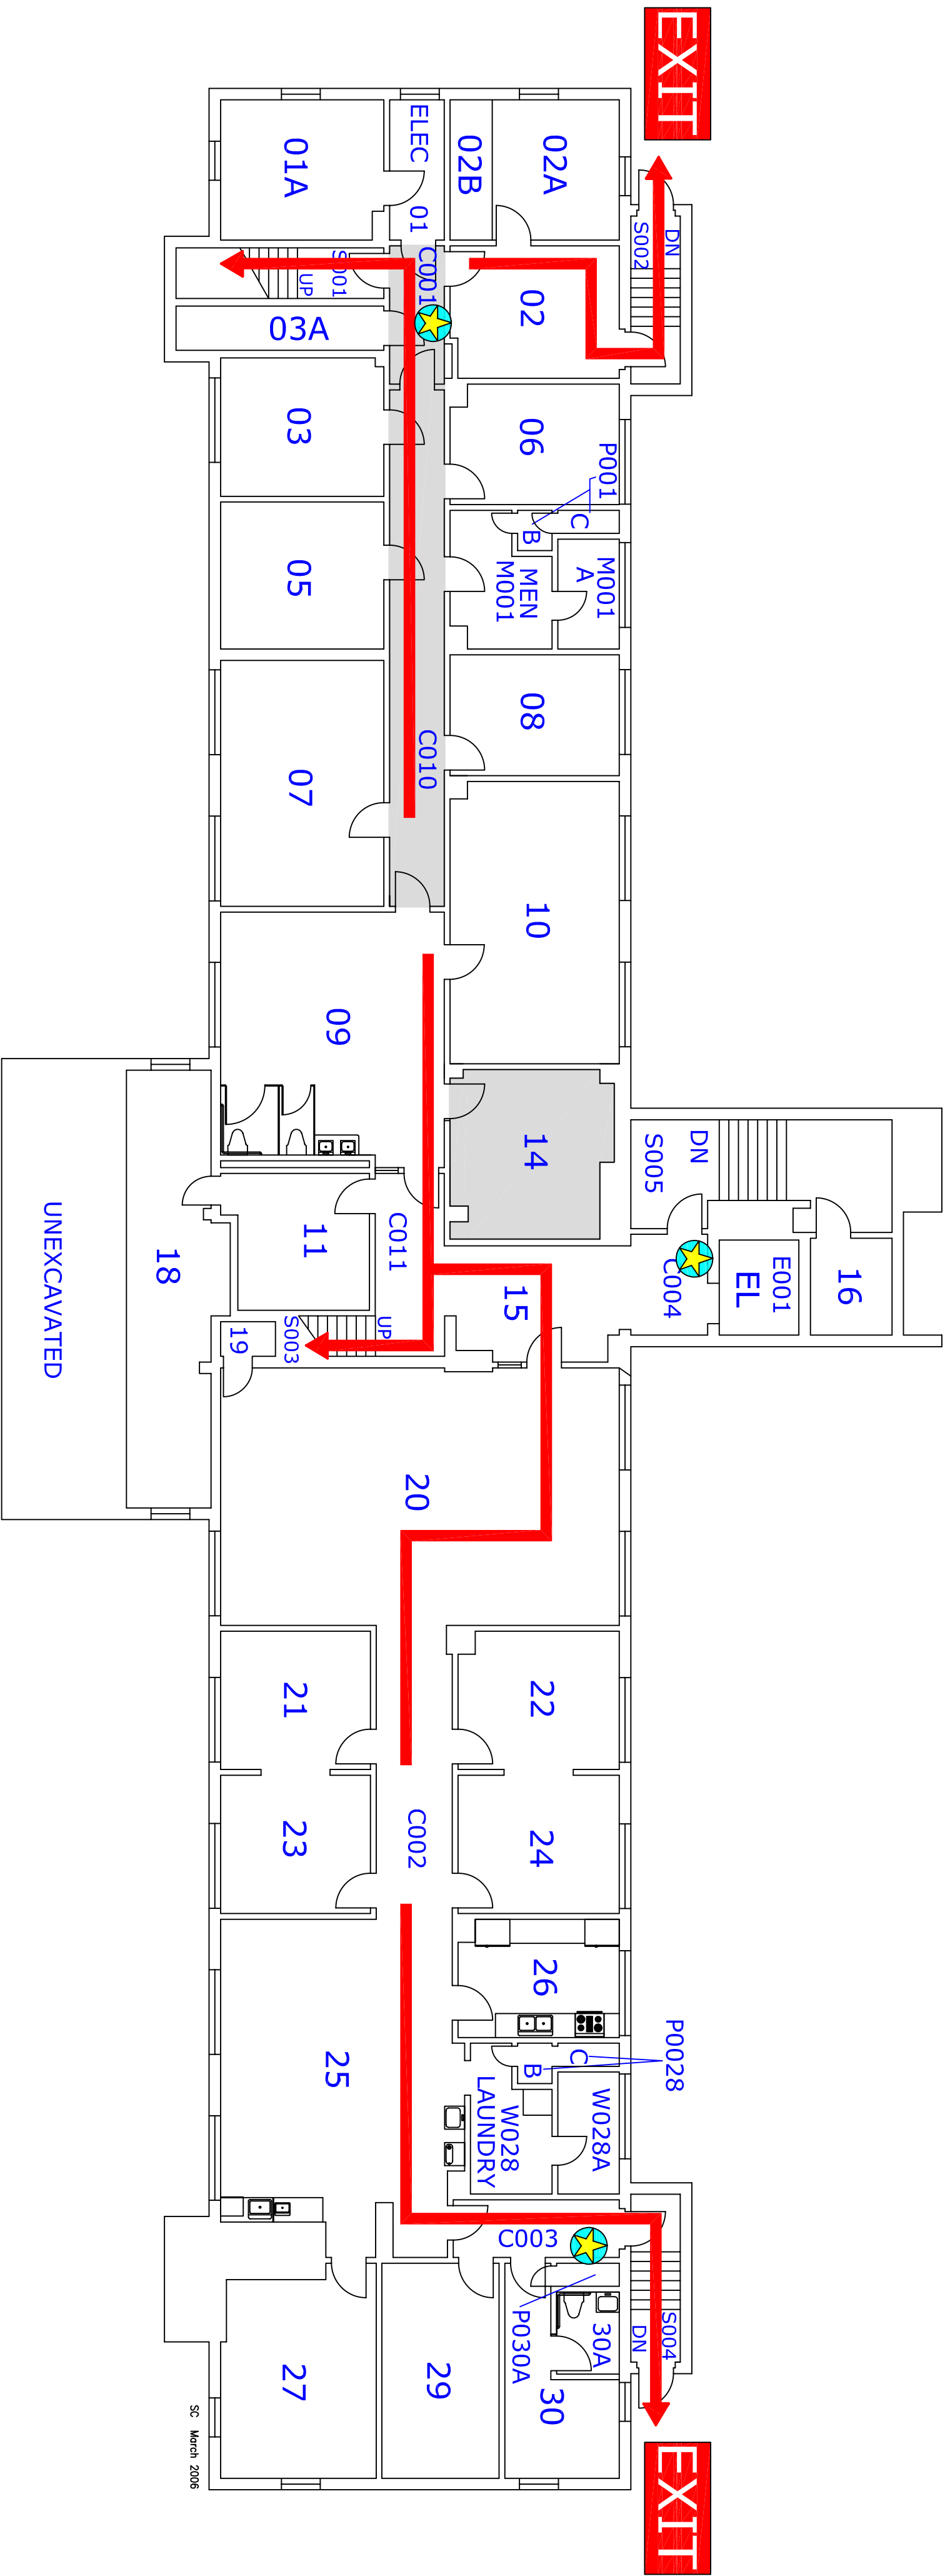 EXIT
01A
ELEC
01
02B
02A
S001
UP
C001
02
S002
DN
03A
03
06
P001
C
B
05
MEN
M001
M001
A
07
C010
08
10
09
14
DN
S005
UNEXCAVATED
18
11
C011
15
C004
E001
EL
16
19
S003
UP
20
21
22
23
C002
24
26
25
P0028
C
B
W028
LAUNDRY
W028A
C003
P030A
30A
S004
DN
27
29
30
SC March 2006
EXIT